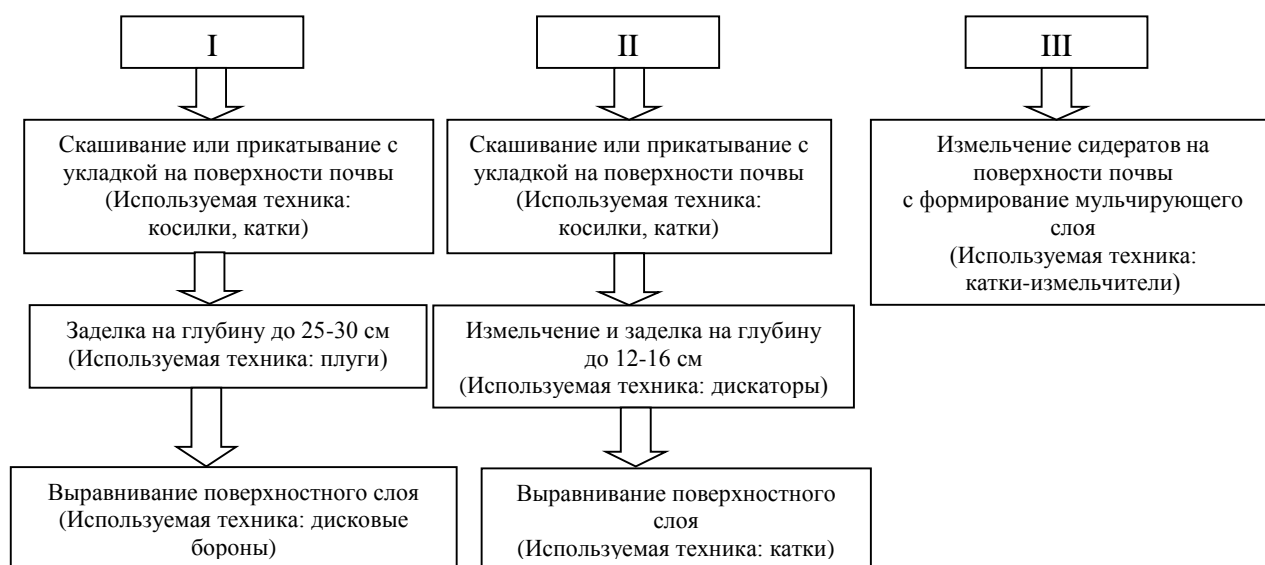 I
Скашивание или прикатывание с
укладкой на поверхности почвы
(Используемая техника:
косилки, катки)
Заделка на глубину до 25-30 см
(Используемая техника: плуги)
Выравнивание поверхностного слоя
(Используемая техника: дисковые
бороны)
II
Скашивание или прикатывание с
укладкой на поверхности почвы
(Используемая техника:
косилки, катки)
Измельчение и заделка на глубину
до 12-16 см
(Используемая техника: дискаторы)
Выравнивание поверхностного
слоя
(Используемая техника: катки)
III
Измельчение сидератов на
поверхности почвы
с формирование мульчирующего
слоя
(Используемая техника:
катки-измельчители)